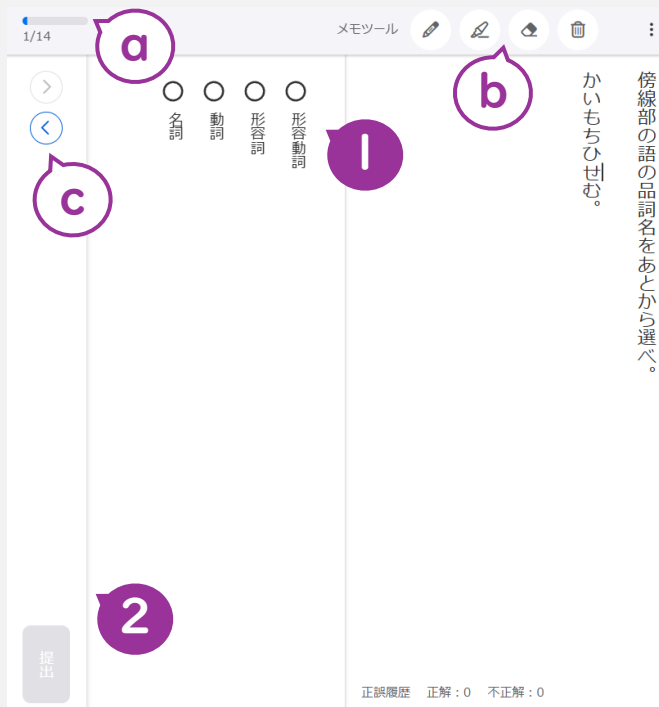 1/14
メモツール
a
b
c
1
2
傍線部の語の品詞名をあとから選べ。
かいもちひせむ。
形容動詞
形容詞
動詞
名詞
提出
正誤履歴 正解：0 不正解：0